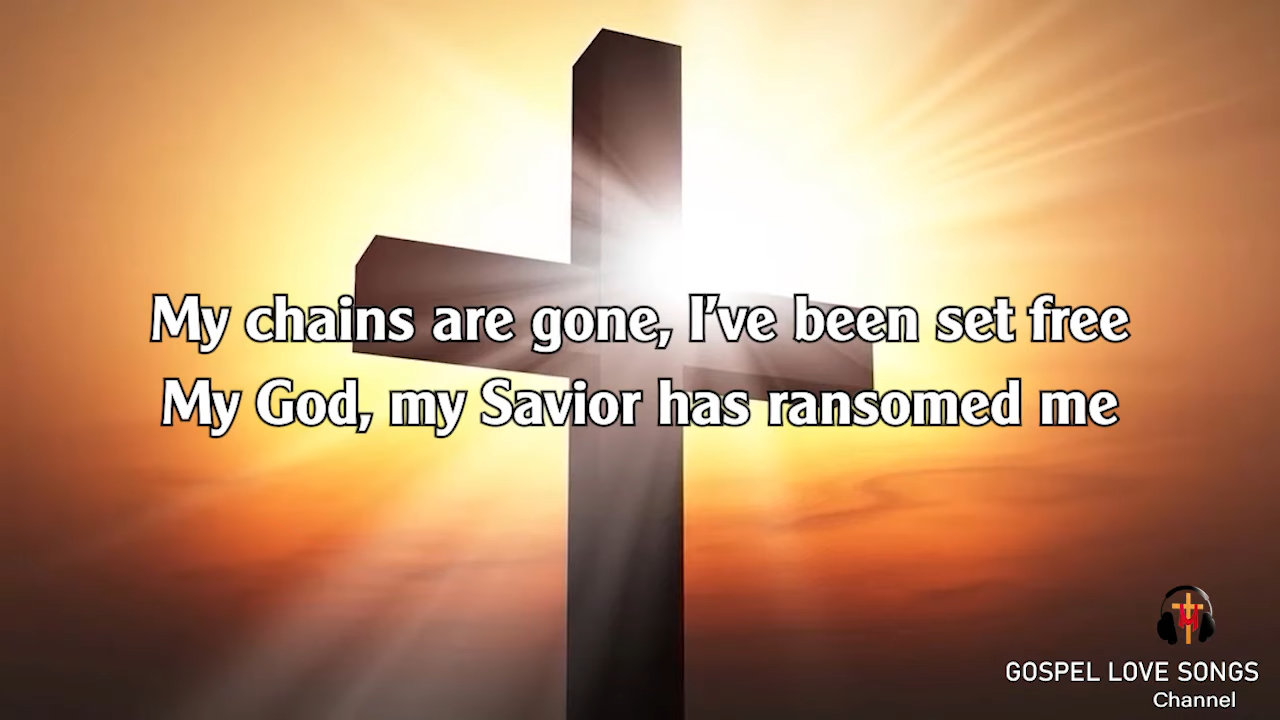 My chains are gone, I've been set free
My God, my Savior has ransomed me
GOSPEL LOVE SONGS
Channel